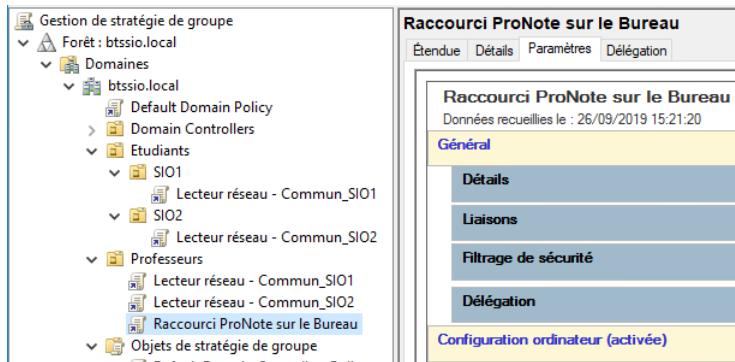 Gestion de stratégie de groupe
Forêt : btssio.local
Domaines
btssio.local
Default Domain Policy
Domain Controllers
Etudiants
SIO1
Lecteur réseau - Commun_SIO1
SIO2
Lecteur réseau - Commun_SIO2
Professeurs
Lecteur réseau - Commun_SIO1
Lecteur réseau - Commun_SIO2
Raccourci ProNote sur le Bureau
Objets de stratégie de groupe
Raccourci ProNote sur le Bureau
Étendue Détails Paramètres Délégation
Raccourci ProNote sur le Bureau
Données recueillies le : 26/09/2019 15:21:20
Général
Détails
Liaisons
Filtrage de sécurité
Délégation
Configuration ordinateur (activée)